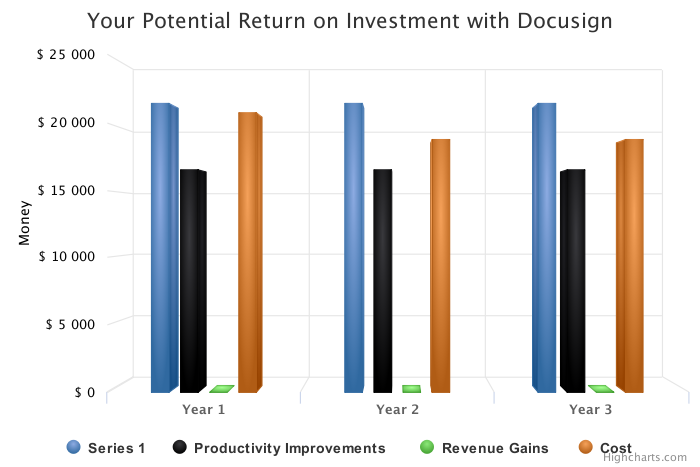 Your Potential Return on Investment with Docusign
$ 25 000
$ 20 000
$ 15 000
$ 10 000
$ 5 000
$ 0
Money
Year 1
Year 2
Year 3
Series 1
Productivity Improvements
Revenue Gains
Cost
Highcharts.com